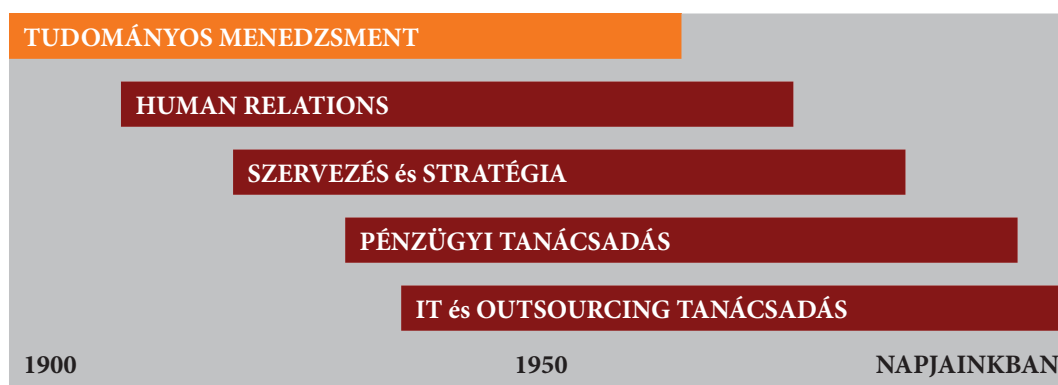 TUDOMÁNYOS MENEDZSMENT
HUMAN RELATIONS
SZERVEZÉS és STRATÉGIA
PÉNZÜGYI TANÁCSADÁS
IT és OUTSOURCING TANÁCSADÁS
1900 1950 NAPJAINKBAN